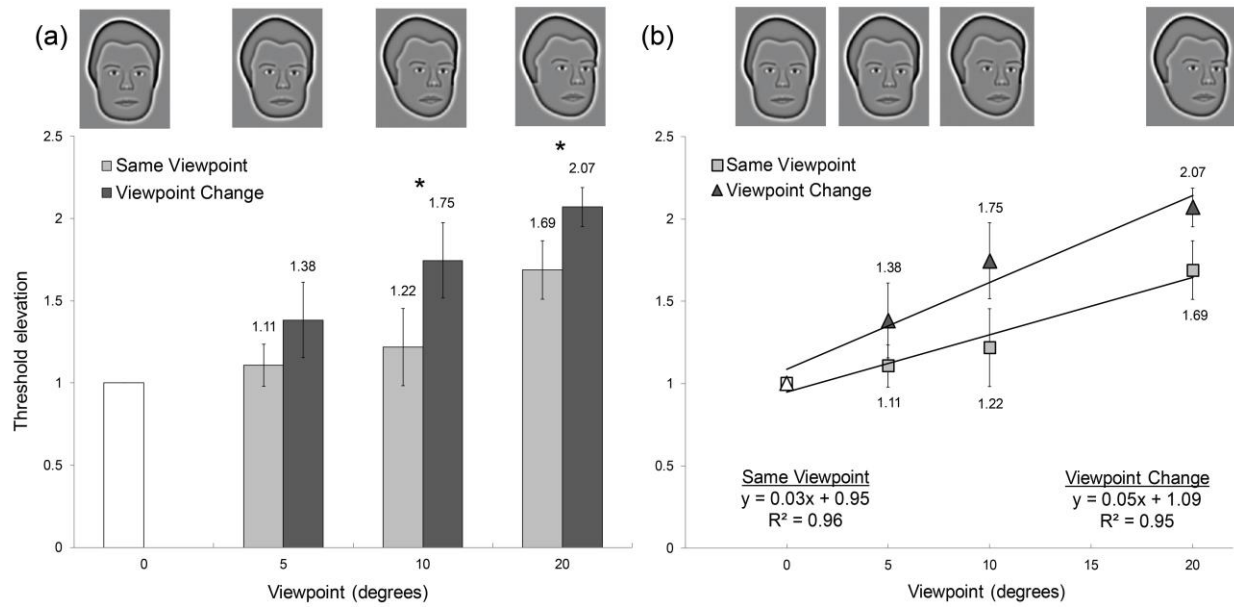 (a)
2.5
2
1.5
1
0.5
0
Threshold elevation
Same Viewpoint
Viewpoint Change
1.11
1.38
1.22
*
1.75
1.69
*
2.07
0
5
10
20
Viewpoint (degrees)
(b)
2.5
2
1.5
1
0.5
0
Same Viewpoint
Viewpoint Change
1.38
1.11
1.75
1.22
2.07
1.69
Same Viewpoint
y = 0.03x + 0.95
R² = 0.96
Viewpoint Change
y = 0.05x + 1.09
R² = 0.95
0
5
10
15
20
Viewpoint (degrees)